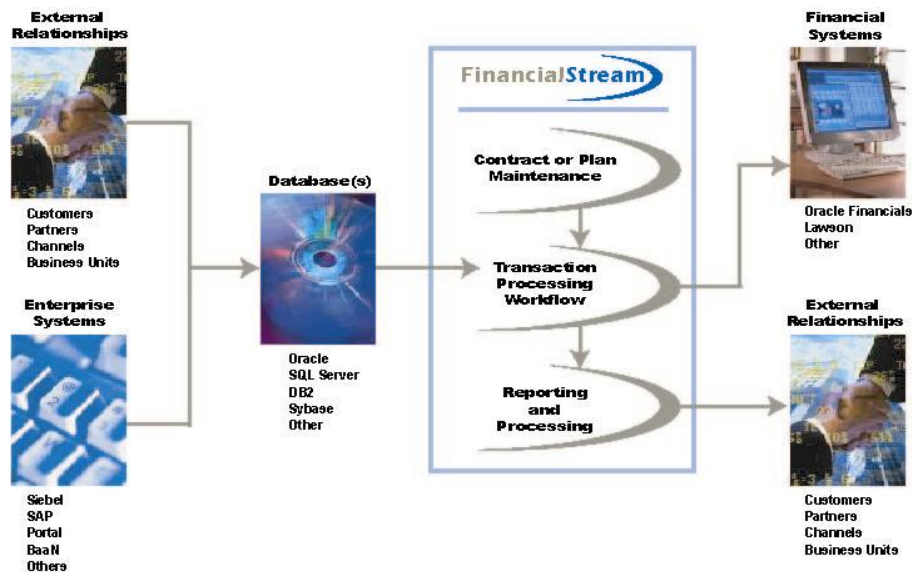 External
Relationships
Customers
Partners
Channels
Business Units
Enterprise
Systems
Siebel
SAP
Portal
BaaN
Others
Database(s)
Oracle
SQL Server
DB2
Sybase
Other
FinancialStream
Contract or Plan
Maintenance
Transaction
Processing
Workflow
Reporting
and
Processing
Financial
Systems
Oracle Financials
Lawson
Other
External
Relationships
Customers
Partners
Channels
Business Units